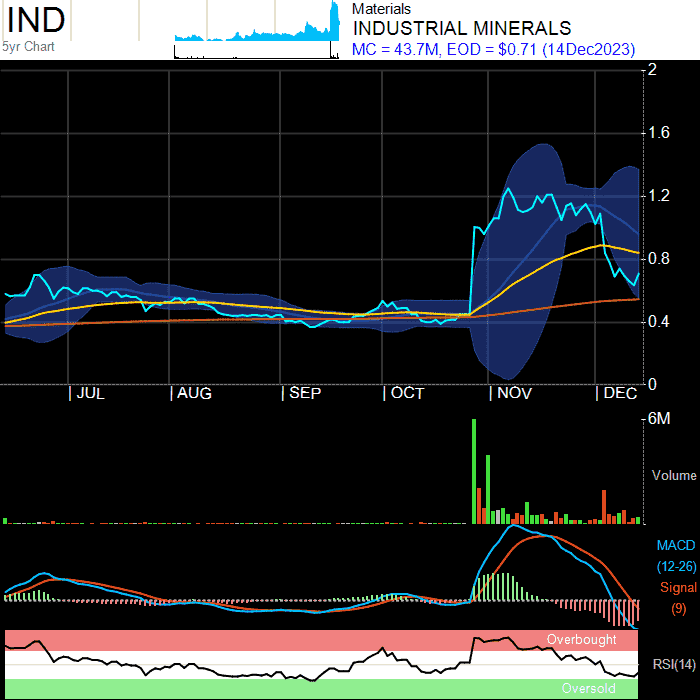 IND
5yr Chart
Materials
INDUSTRIAL MINERALS
MC = 43.7M, EOD = $0.71 (14Dec2023)
2
1.6
1.2
0.8
0.4
0
JUL AUG SEP OCT NOV DEC
6M
Volume
MACD
(12-26)
Signal
(9)
Overbought
RSI(14)
Oversold